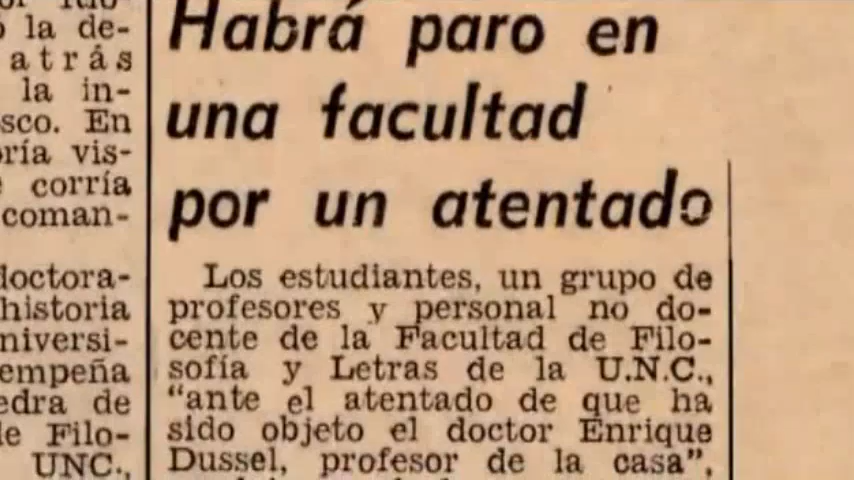 ó la de-
atrás
la in-
sco. En
oría vis-
e corría
coman-
doctora-
historia
niversi-
empeña
edra de
de Filo-
UNC.,
Habrá paro en
una facultad
por un atentado
Los estudiantes, un grupo de
profesores y personal no do-
cente de la Facultad de Filo-
sofía y Letras de la U.N.C.,
“ante el atentado de que ha
sido objeto el doctor Enrique
Dussel, profesor de la casa”,